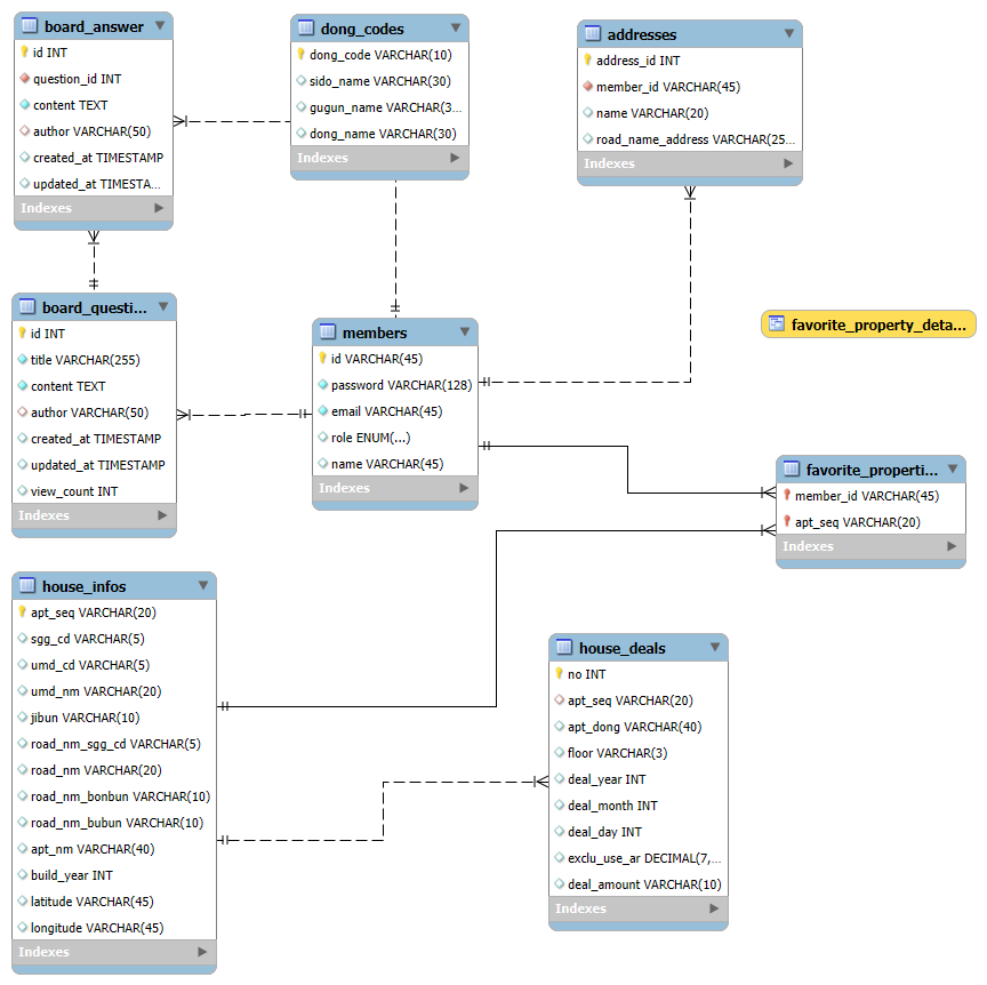 board_answer
id INT
question_id INT
content TEXT
author VARCHAR(50)
created_at TIMESTAMP
updated_at TIMESTA...
Indexes
dong_codes
dong_code VARCHAR(10)
sido_name VARCHAR(30)
gugun_name VARCHAR(3...
dong_name VARCHAR(30)
Indexes
addresses
address_id INT
member_id VARCHAR(45)
name VARCHAR(20)
road_name_address VARCHAR(25...
Indexes
board_questi...
id INT
title VARCHAR(255)
content TEXT
author VARCHAR(50)
created_at TIMESTAMP
updated_at TIMESTAMP
view_count INT
Indexes
members
id VARCHAR(45)
password VARCHAR(128)
email VARCHAR(45)
role ENUM(...)
name VARCHAR(45)
Indexes
favorite_property_deta...
favorite_properti...
member_id VARCHAR(45)
apt_seq VARCHAR(20)
Indexes
house_infos
apt_seq VARCHAR(20)
sgg_cd VARCHAR(5)
umd_cd VARCHAR(5)
umd_nm VARCHAR(20)
jibun VARCHAR(10)
road_nm_sgg_cd VARCHAR(5)
road_nm VARCHAR(20)
road_nm_bonbun VARCHAR(10)
road_nm_bubun VARCHAR(10)
apt_nm VARCHAR(40)
build_year INT
latitude VARCHAR(45)
longitude VARCHAR(45)
Indexes
house_deals
no INT
apt_seq VARCHAR(20)
apt_dong VARCHAR(40)
floor VARCHAR(3)
deal_year INT
deal_month INT
deal_day INT
exclu_use_ar DECIMAL(7,...
deal_amount VARCHAR(10)
Indexes